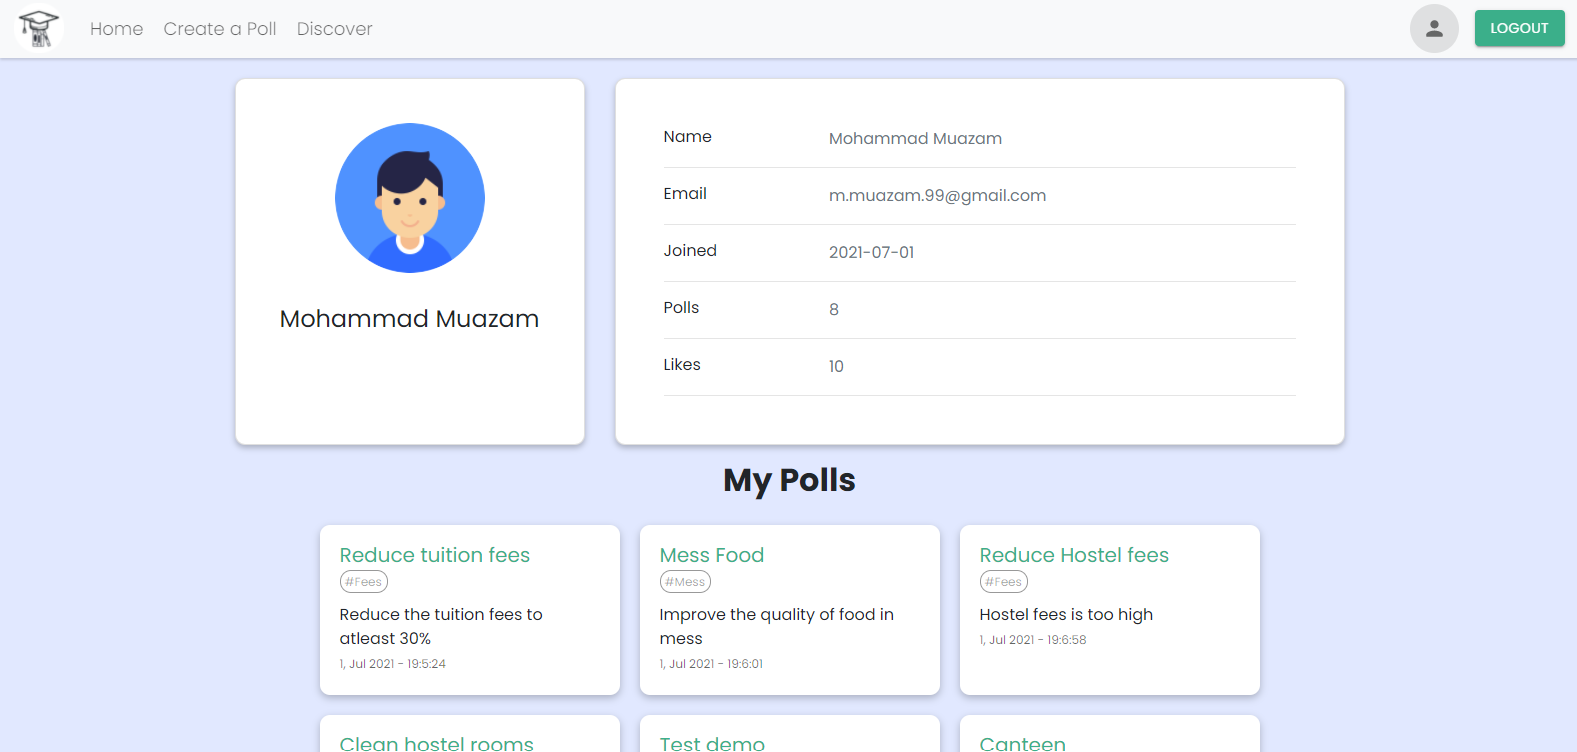 Home Create a Poll Discover LOGOUT
Mohammad Muazam
Name Mohammad Muazam
Email m.muazam.99@gmail.com
Joined 2021-07-01
Polls 8
Likes 10
My Polls
Reduce tuition fees
#Fees
Reduce the tuition fees to
atleast 30%
1, Jul 2021 - 19:5:24
Mess Food
#Mess
Improve the quality of food in
mess
1, Jul 2021 - 19:6:01
Reduce Hostel fees
#Fees
Hostel fees is too high
1, Jul 2021 - 19:6:58
Clean hostel rooms
Test demo
Canteen